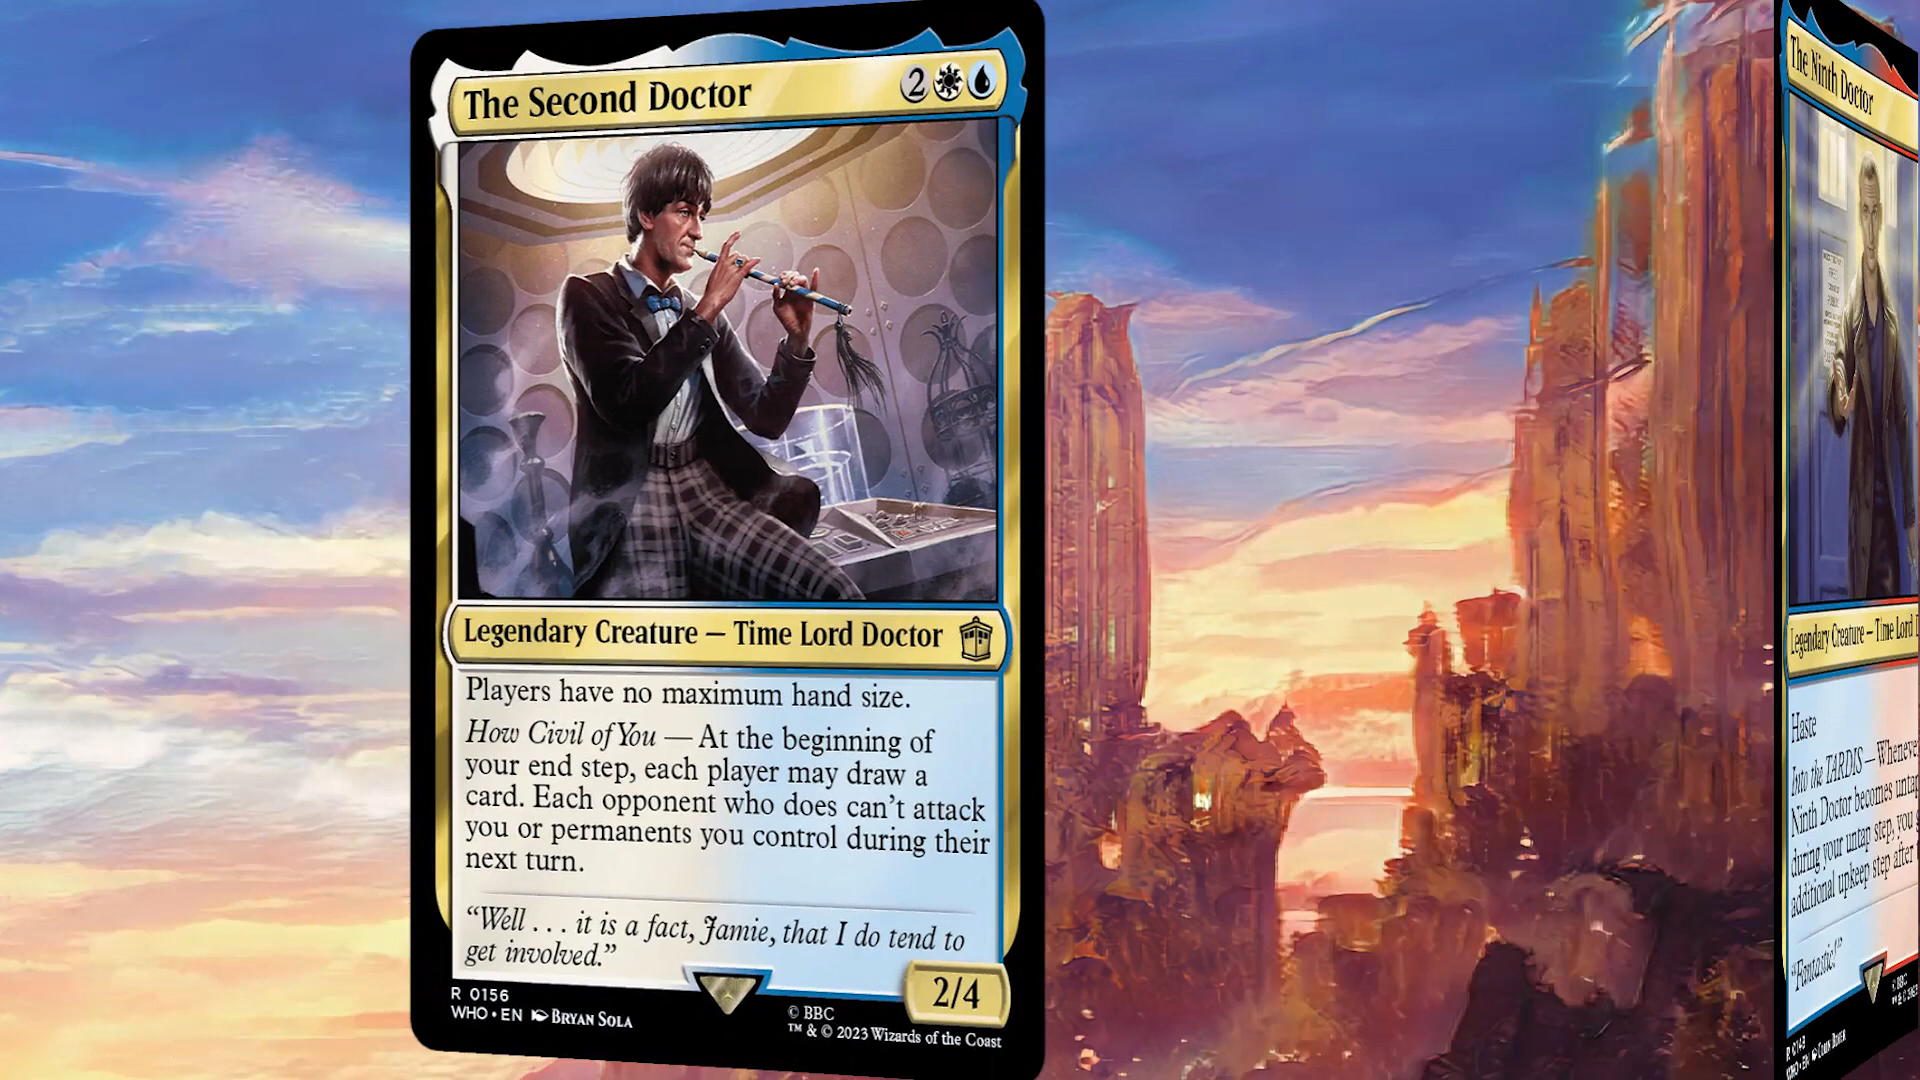 The Second Doctor
2
Legendary Creature — Time Lord Doctor
Players have no maximum hand size.
How Civil of You — At the beginning of
your end step, each player may draw a
card. Each opponent who does can't attack
you or permanents you control during their
next turn.
"Well . . . it is a fact, Jamie, that I do tend to
get involved."
2/4
R 0156
WHO • EN BRYAN SOLA
© BBC
™ & © 2023 Wizards of the Coast
The Ninth Doctor
Legendary Creature — Time Lord
Haste
Into the TARDIS — Whenever
Ninth Doctor becomes
during your untap step, you
additional upkeep step after
"Fantastic!"